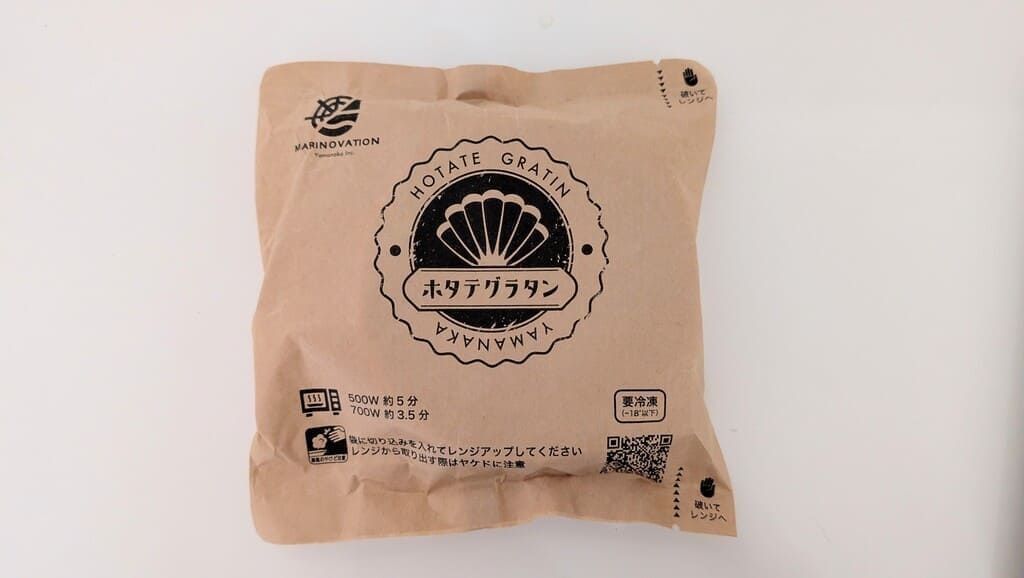 MARINOVATION
Yamanaka Inc.
破いて
レンジへ
HOTATE GRATIN
ホタテグラタン
YAMANAKA
500W 約5分
700W 約3.5分
要冷凍
(-18°以下)
袋に切り込みを入れてレンジアップしてください
レンジから取り出す際はヤケドに注意
破いて
レンジへ